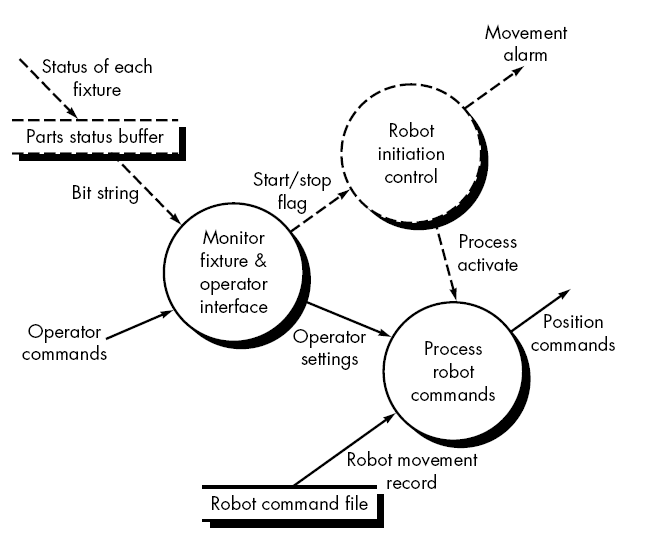 Movement
alarm
Status of each
fixture
Parts status buffer
Robot
initiation
control
Start/stop
flag
Bit string
Monitor
fixture &
operator
interface
Process
activate
Operator
commands
Operator
settings
Position
commands
Process
robot
commands
Robot movement
record
Robot command file